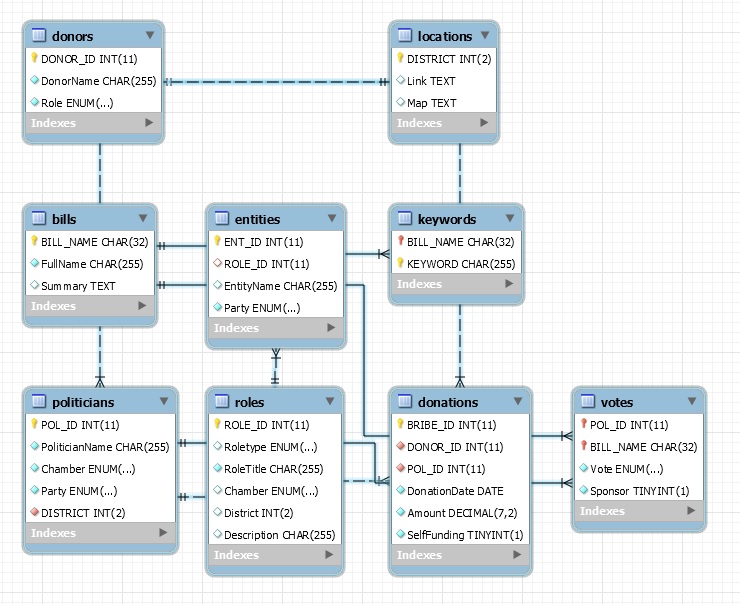 donors
DONOR_ID INT(11)
DonorName CHAR(255)
Role ENUM(...)
Indexes
locations
DISTRICT INT(2)
Link TEXT
Map TEXT
Indexes
bills
BILL_NAME CHAR(32)
FullName CHAR(255)
Summary TEXT
Indexes
entities
ENT_ID INT(11)
ROLE_ID INT(11)
EntityName CHAR(255)
Party ENUM(...)
Indexes
keywords
BILL_NAME CHAR(32)
KEYWORD CHAR(255)
Indexes
politicians
POL_ID INT(11)
PoliticianName CHAR(255)
Chamber ENUM(...)
Party ENUM(...)
DISTRICT INT(2)
Indexes
roles
ROLE_ID INT(11)
Roletype ENUM(...)
RoleTitle CHAR(255)
Chamber ENUM(...)
District INT(2)
Description CHAR(255)
Indexes
donations
BRIBE_ID INT(11)
DONOR_ID INT(11)
POL_ID INT(11)
DonationDate DATE
Amount DECIMAL(7,2)
SelfFunding TINYINT(1)
Indexes
votes
POL_ID INT(11)
BILL_NAME CHAR(32)
Vote ENUM(...)
Sponsor TINYINT(1)
Indexes